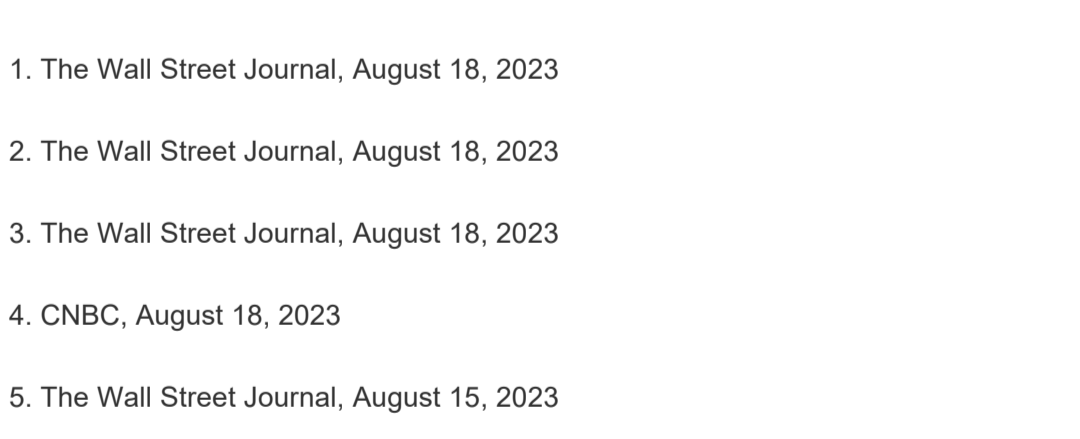 1. The Wall Street Journal, August 18, 2023
2. The Wall Street Journal, August 18, 2023
3. The Wall Street Journal, August 18, 2023
4. CNBC, August 18, 2023
5. The Wall Street Journal, August 15, 2023